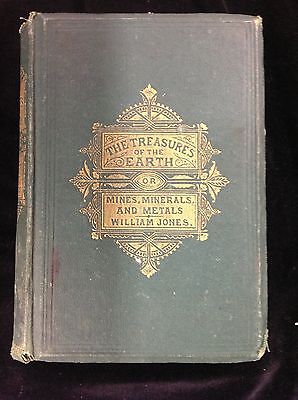 THE TREASURES
OF THE
EARTH
OR
MINES, MINERALS,
AND METALS
WILLIAM JONES.